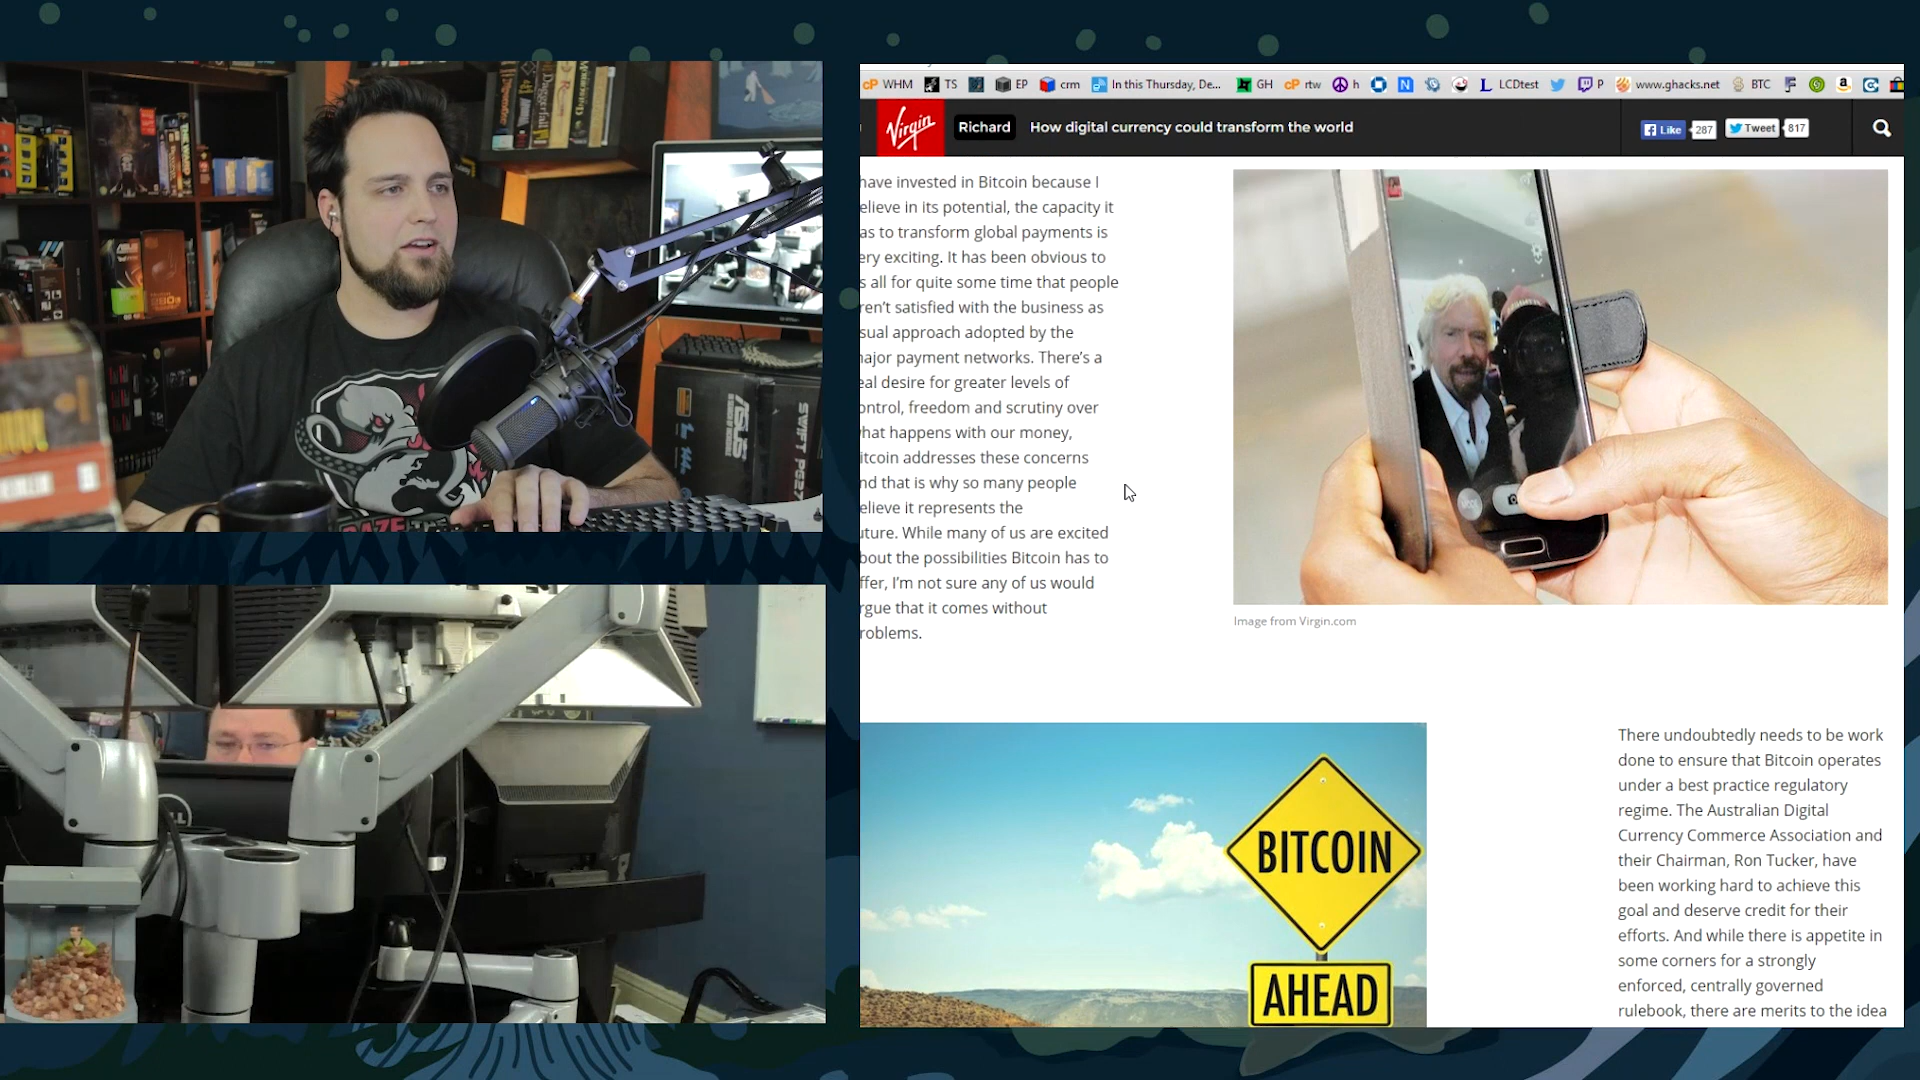 WHM
TS
EP
crm
In this Thursday, De...
GH
rtw
h
LCDtest
P
www.ghacks.net
BTC
Virgin
Richard
How digital currency could transform the world
Like
287
Tweet
817
have invested in Bitcoin because I
elieve in its potential, the capacity it
as to transform global payments is
ery exciting. It has been obvious to
s all for quite some time that people
ren't satisfied with the business as
sual approach adopted by the
ajor payment networks. There's a
eal desire for greater levels of
ontrol, freedom and scrutiny over
hat happens with our money,
itcoin addresses these concerns
nd that is why so many people
elieve it represents the
uture. While many of us are excited
bout the possibilities Bitcoin has to
ffer, I'm not sure any of us would
rgue that it comes without
roblems.
Image from Virgin.com
BITCOIN
AHEAD
There undoubtedly needs to be work
done to ensure that Bitcoin operates
under a best practice regulatory
regime. The Australian Digital
Currency Commerce Association and
their Chairman, Ron Tucker, have
been working hard to achieve this
goal and deserve credit for their
efforts. And while there is appetite in
some corners for a strongly
enforced, centrally governed
rulebook, there are merits to the idea
Daggerfall
ASUS
SWIFT PG27